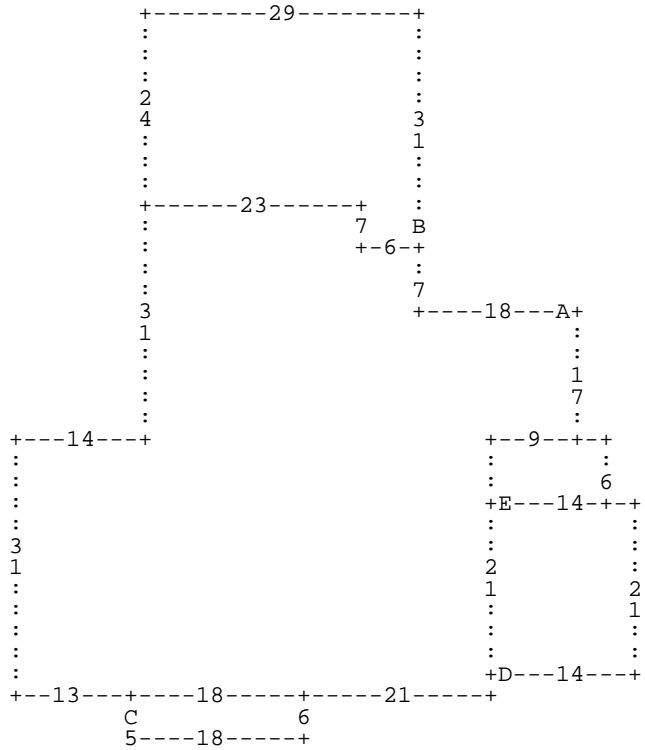 +--------29--------+
         :                  :
         :                  :
         :                  :
         2                  :
         4                  3
         :                  1
         :                  :
         :                  :
         +------23------+   :
         :              7   B
         :              +-6-+
         :                  :
         :                  7
         3                  +----18---A+
         1                             :
         :                             :
         :                             1
         :                             7
         :                             :
+---14---+                       +--9--+-+
:                                :       :
:                                :       6
:                                +E---14-+-+
:                                :         :
3                                :         :
1                                2         :
:                                1         2
:                                :         1
:                                :         :
:                                :         :
:                                +D---14---+
+--13---+-----18-----+-----21-----+
        C           6
        5----18-----+